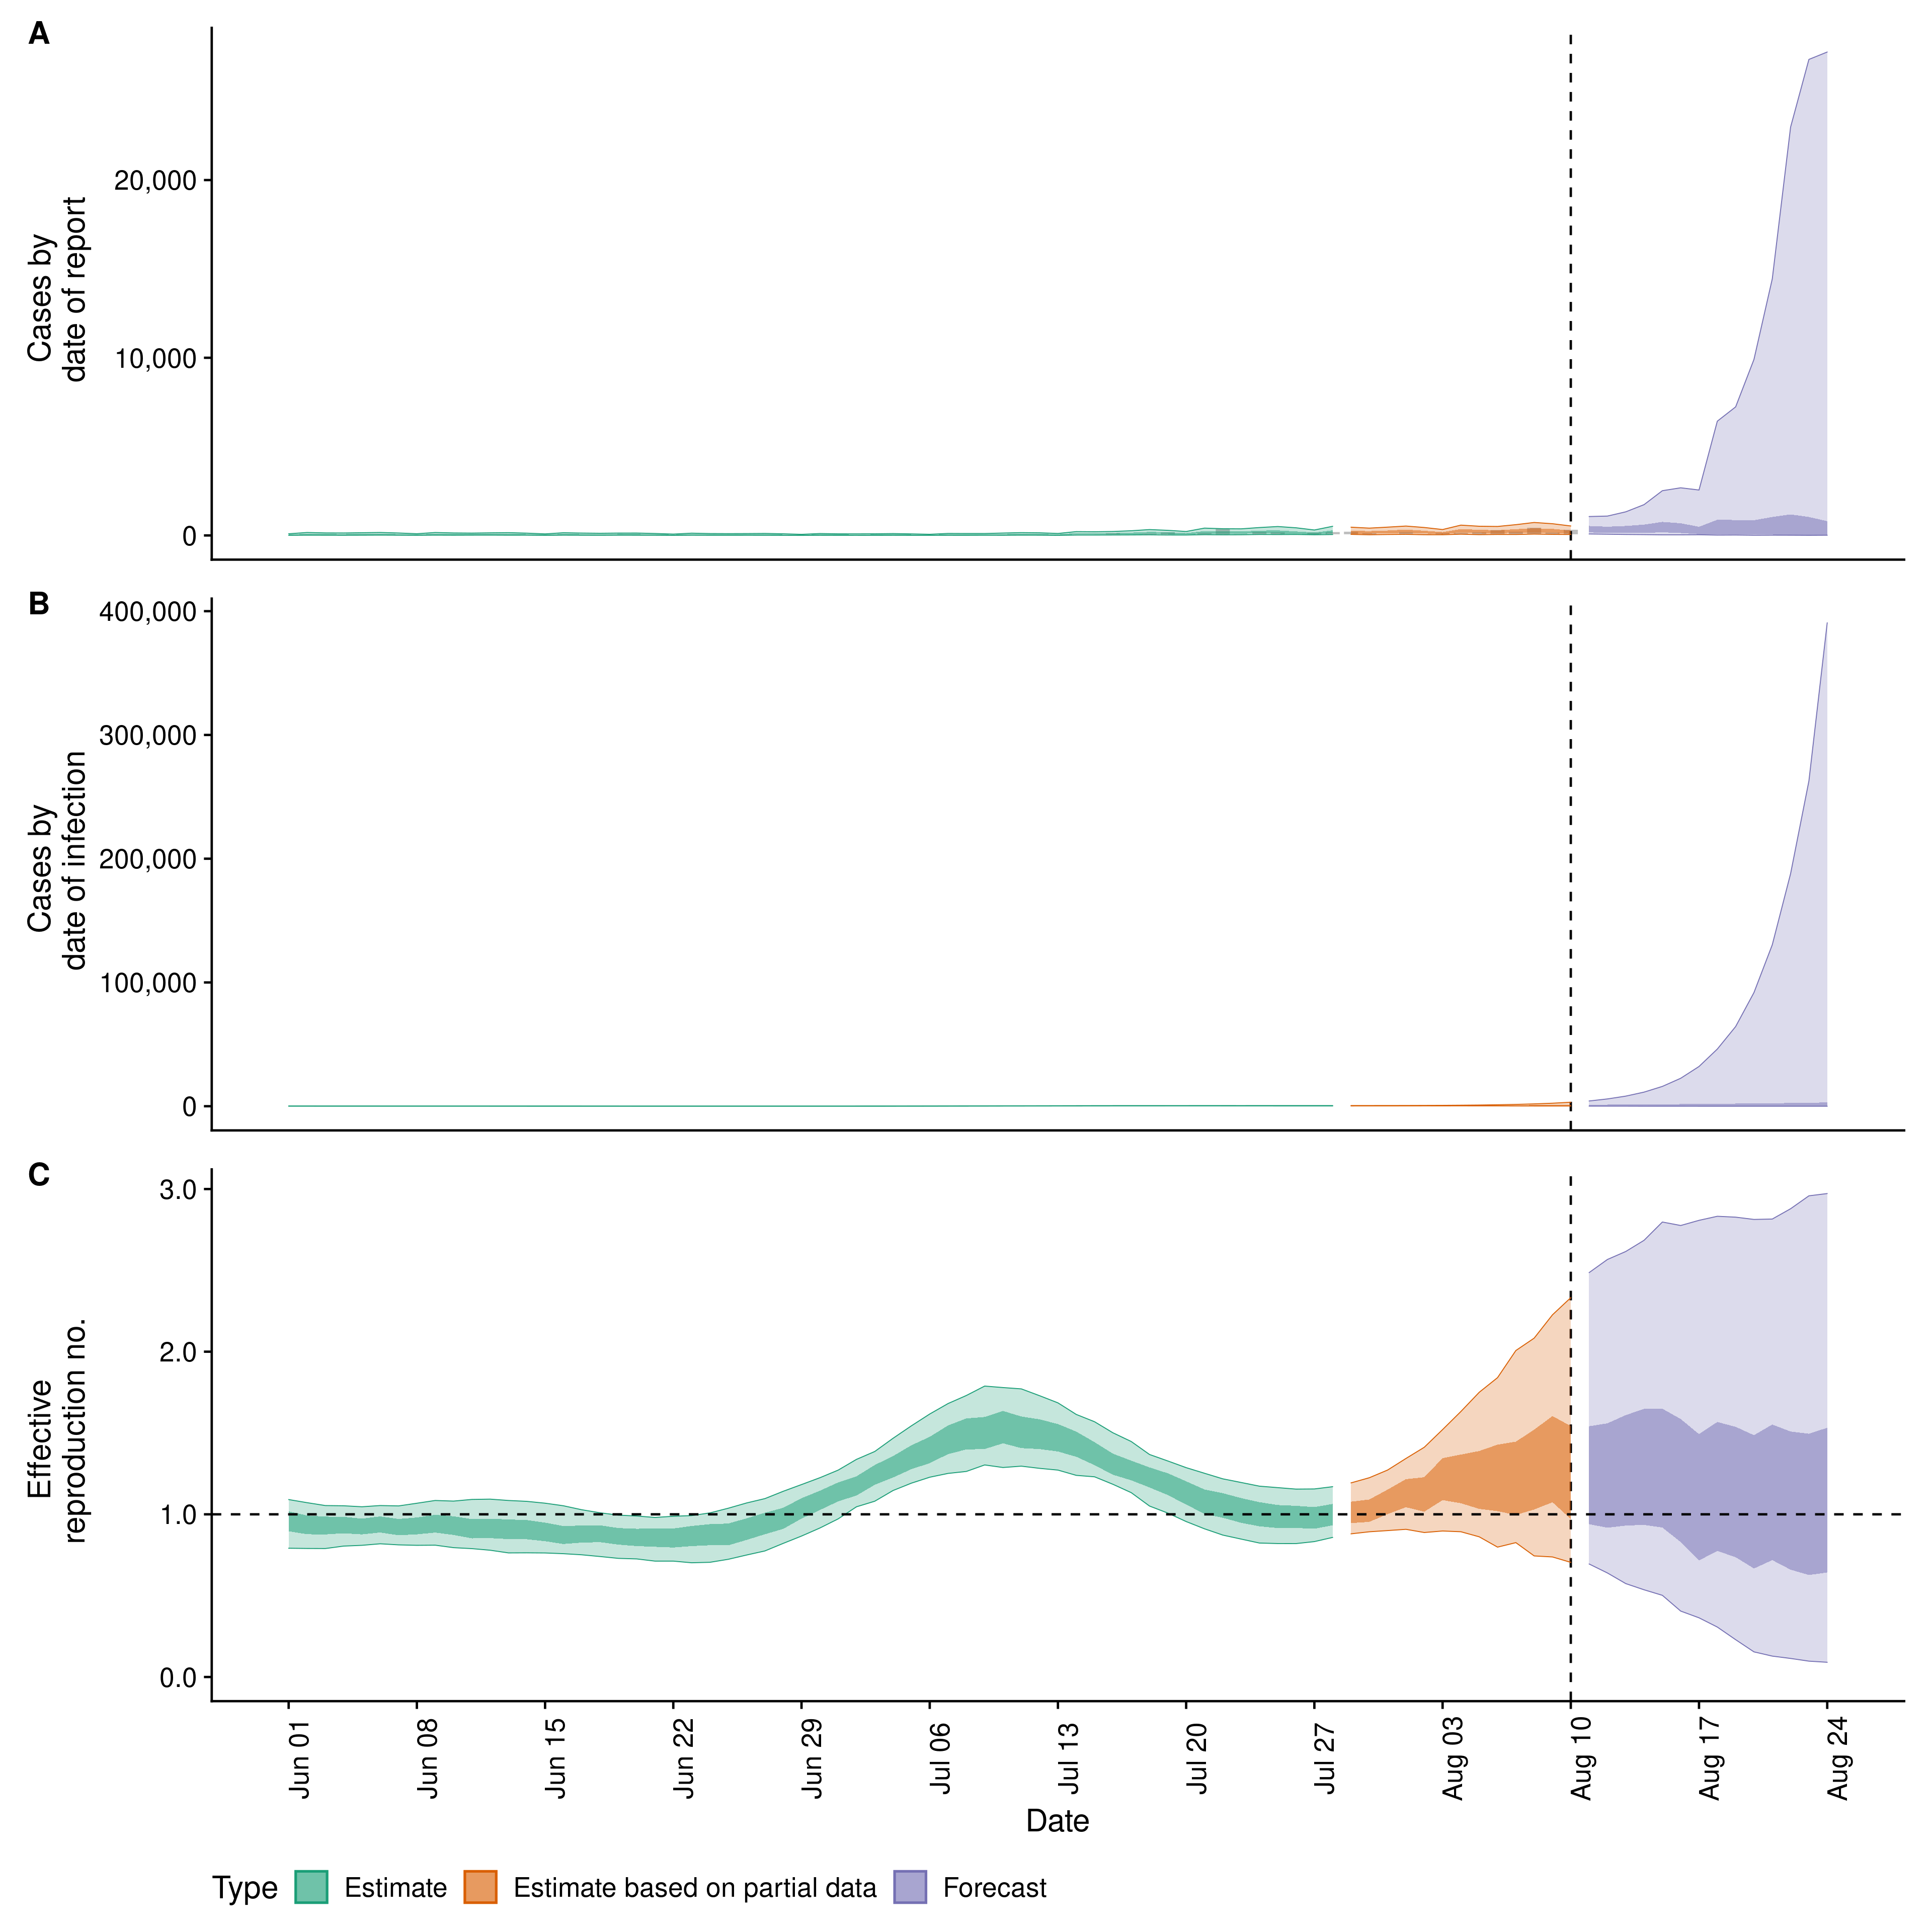 A
Cases by
date of report
20,000
10,000
0
B
Cases by
date of infection
400,000
300,000
200,000
100,000
0
C
Effective
reproduction no.
3.0
2.0
1.0
0.0
Jun 01
Jun 08
Jun 15
Jun 22
Jun 29
Jul 06
Jul 13
Jul 20
Jul 27
Aug 03
Aug 10
Aug 17
Aug 24
Date
Type Estimate Estimate based on partial data Forecast